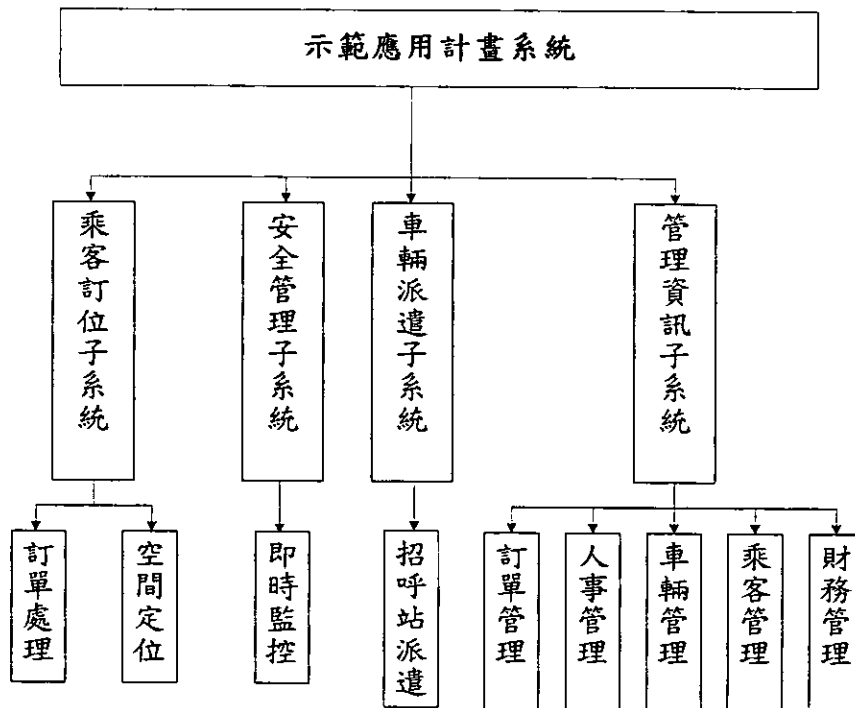 示範應用計畫系統
乘客訂位子系統
安全管理子系統
車輛派遣子系統
管理資訊子系統
訂單處理
空間定位
即時監控
招呼站派遣
訂單管理
人事管理
車輛管理
乘客管理
財務管理